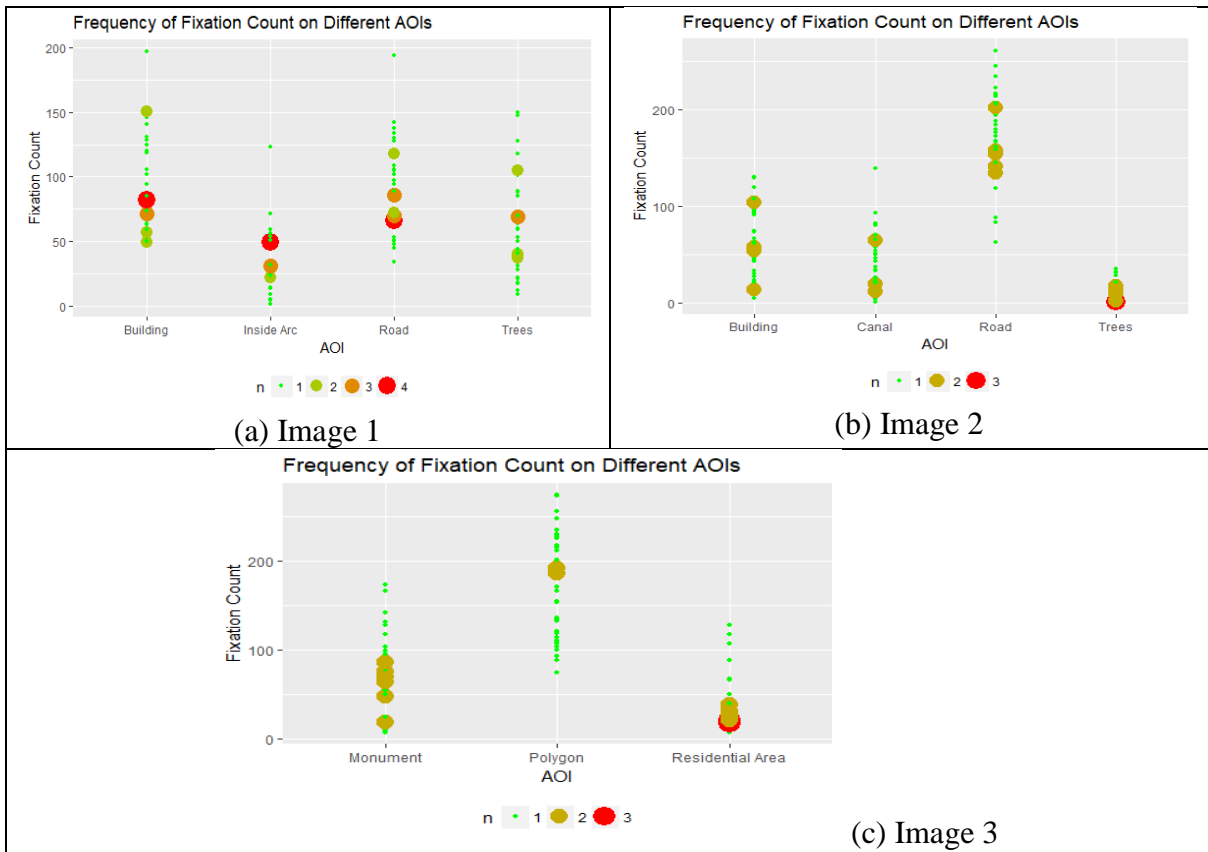 Frequency of Fixation Count on Different AOIs
Fixation Count
200
150
100
50
0
Building Inside Arc Road Trees
AOI
n 1 2 3 4
(a) Image 1
Frequency of Fixation Count on Different AOIs
Fixation Count
200
100
0
Building Canal Road Trees
AOI
n 1 2 3
(b) Image 2
Frequency of Fixation Count on Different AOIs
Fixation Count
200
100
0
Monument Polygon Residential Area
AOI
n 1 2 3
(c) Image 3